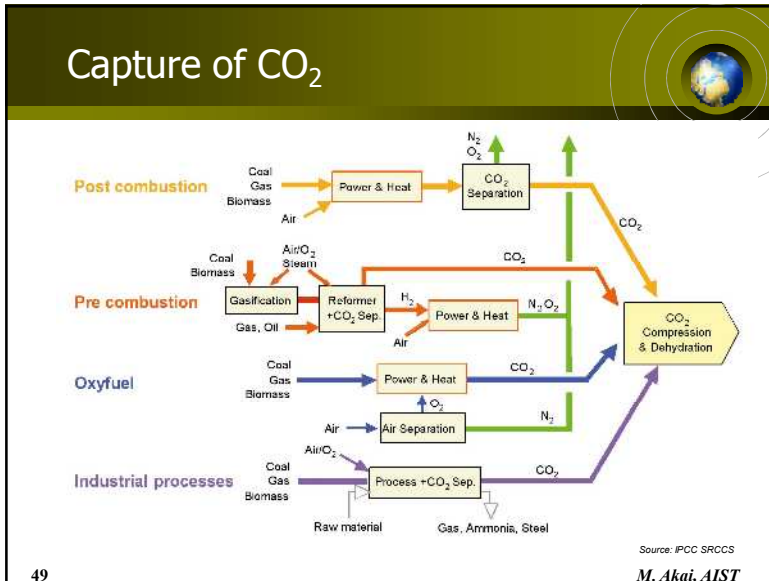 Capture of CO2
N2
O2
Post combustion
Coal
Gas
Biomass
Air
Power & Heat
CO2
Separation
CO2
Pre combustion
Coal
Biomass
Air/O2
Steam
Gasification
Gas, Oil
Reformer
+CO2 Sep.
H2
Air
Power & Heat
N2 O2
CO2
CO2
Compression
& Dehydration
Oxyfuel
Coal
Gas
Biomass
Power & Heat
CO2
O2
Air
Air Separation
N2
Industrial processes
Coal
Gas
Biomass
Air/O2
Process +CO2 Sep.
CO2
Raw material
Gas, Ammonia, Steel
Source: IPCC SRCCS
49
M. Akai, AIST